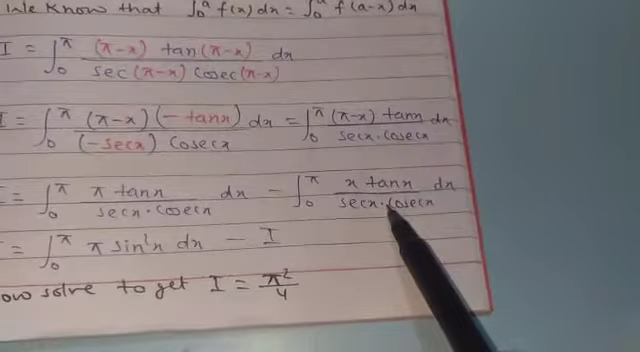 We know that ∫₀ᵃ f(x) dx = ∫₀ᵃ f(a-x) dx
I = ∫₀^π (π-x) tan(π-x) / sec(π-x) cosec(π-x) dx
I = ∫₀^π (π-x)(-tanx) / (-secx) cosecx dx = ∫₀^π (π-x) tanx / secx.cosecx dx
= ∫₀^π π tanx / secx.cosecx dx - ∫₀^π x tanx / secx.cosecx dx
= ∫₀^π π sin²x dx - I
solve to get I = π²/4